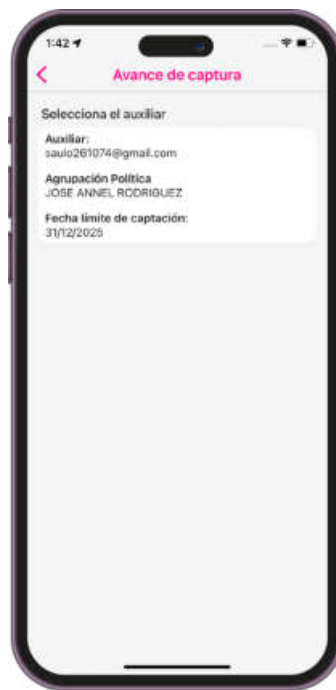 1:42
Avance de captura
Selecciona el auxiliar
Auxiliar:
saulo261074@gmail.com
Agrupación Política
JOSE ANNEL RODRIGUEZ
Fecha límite de captación:
31/12/2025